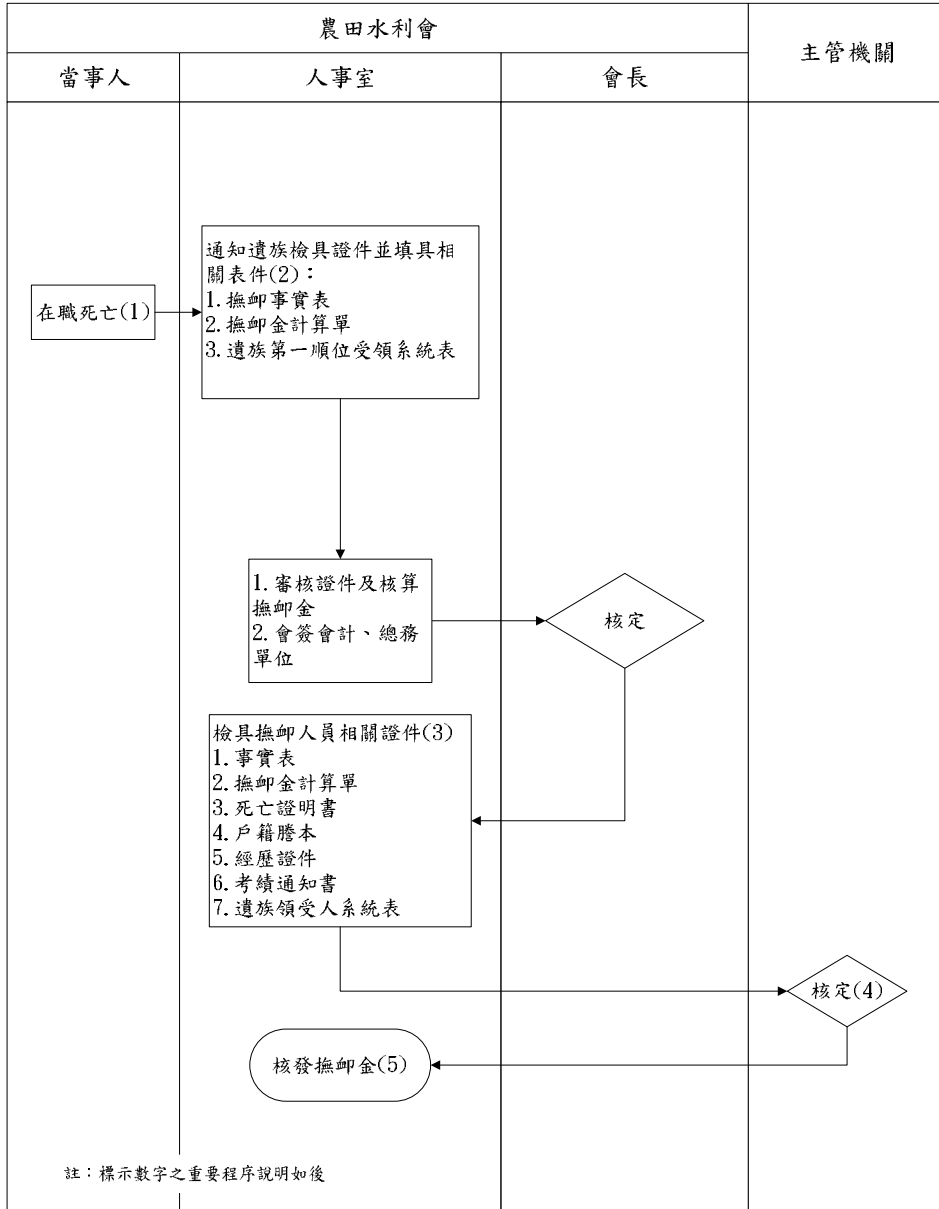 農田水利會
主管機關
當事人
人事室
會長
通知遺族檢具證件並填具相
關表件(2)：
1.撫卹事實表
2.撫卹金計算單
3.遺族第一順位受領系統表
在職死亡(1)
1.審核證件及核算
撫卹金
2.會簽會計、總務
單位
核定
檢具撫卹人員相關證件(3)
1.事實表
2.撫卹金計算單
3.死亡證明書
4.戶籍謄本
5.經歷證件
6.考績通知書
7.遺族領受人系統表
核定(4)
核發撫卹金(5)
註：標示數字之重要程序說明如後